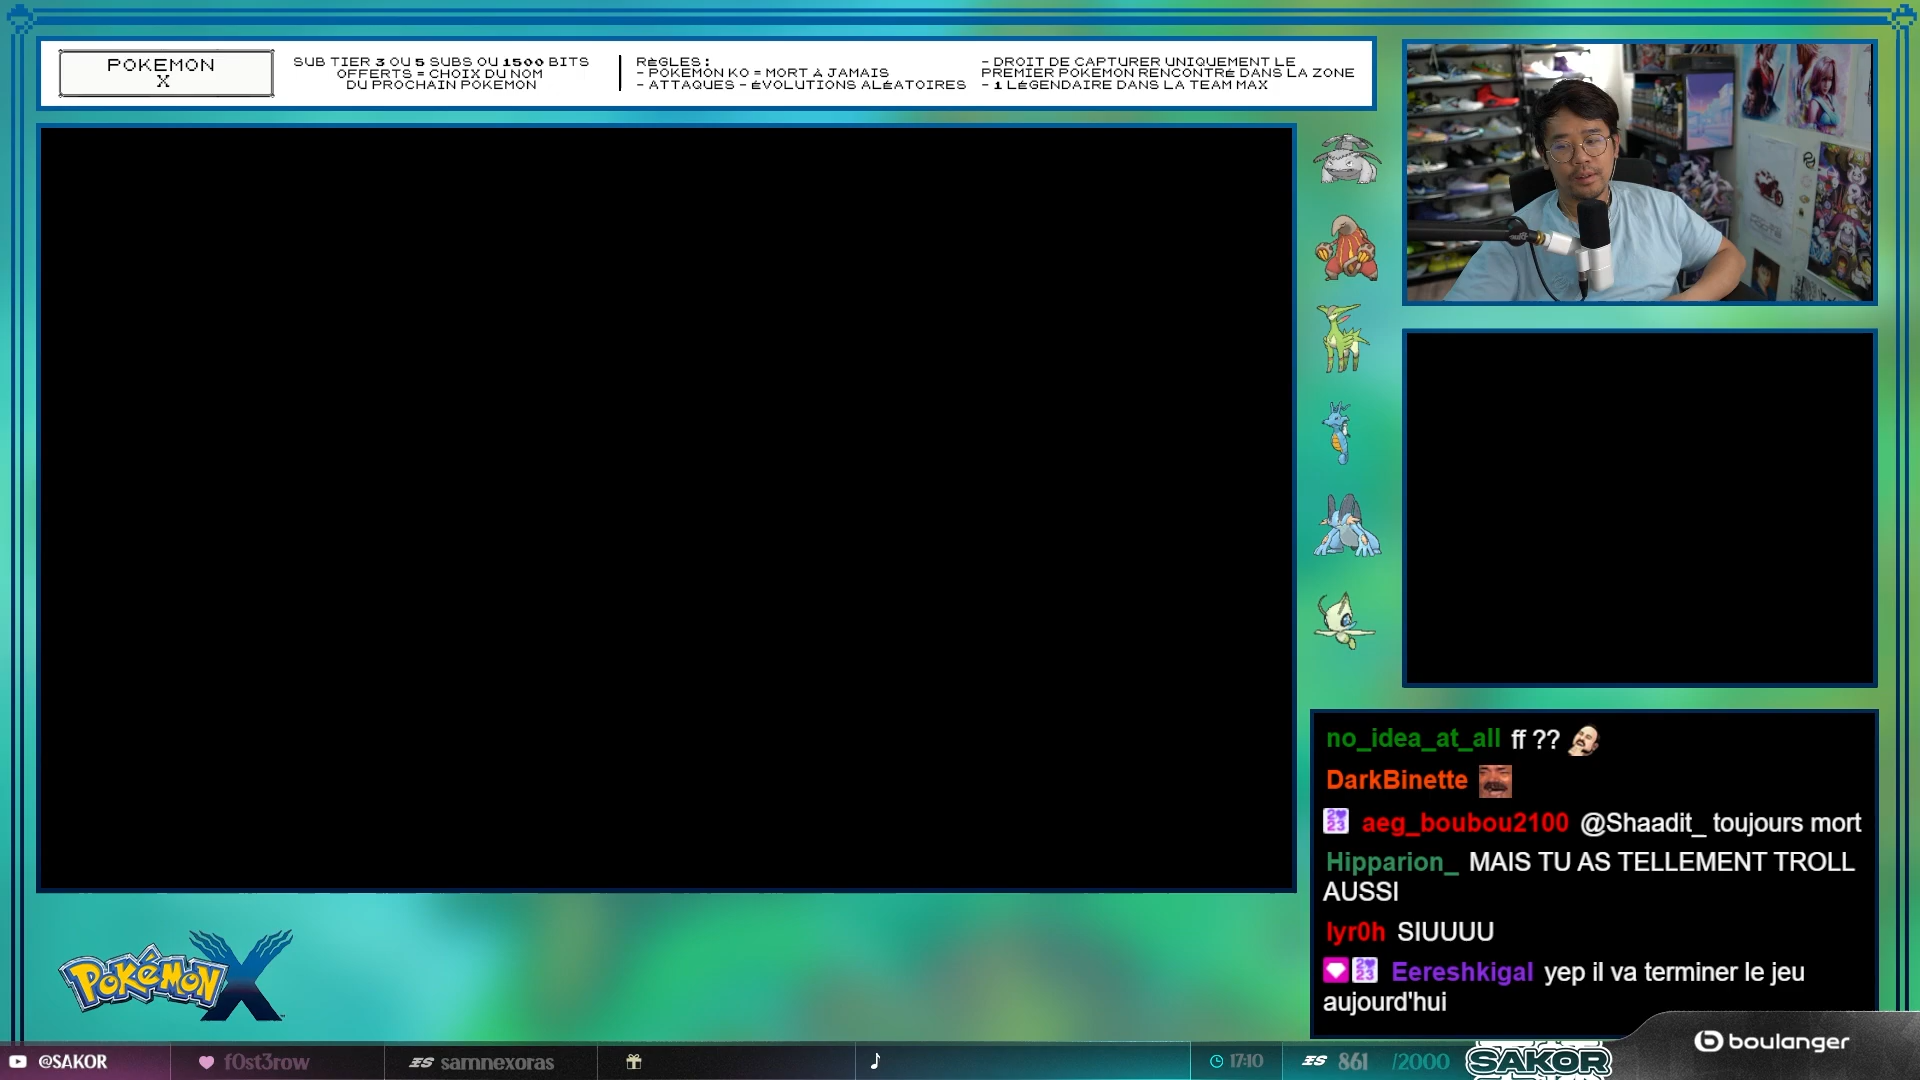 POKEMON
X
SUB TIER 3 OU 5 SUBS OU 1500 BITS
OFFERTS = CHOIX DU NOM
DU PROCHAIN POKEMON
RÈGLES :
- POKEMON KO = MORT À JAMAIS
- ATTAQUES - ÉVOLUTIONS ALÉATOIRES
- DROIT DE CAPTURER UNIQUEMENT LE
PREMIER POKEMON RENCONTRÉ DANS LA ZONE
- 1 LÉGENDAIRE DANS LA TEAM MAX
no_idea_at_all ff ??
DarkBinette
aeg_boubou2100 @Shaadit_ toujours mort
Hipparion_ MAIS TU AS TELLEMENT TROLL
AUSSI
lyr0h SIUUUU
Eereshkigal yep il va terminer le jeu
aujourd'hui
POKéMON X
@SAKOR
f0st3row
samnexoras
17:10
861 /2000
SAKOR
boulanger